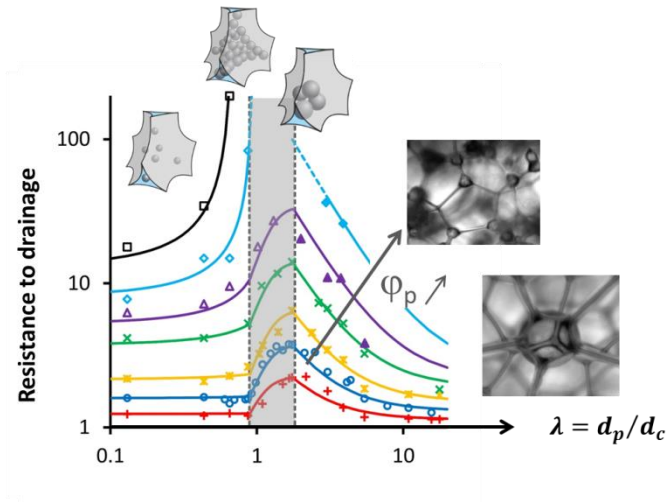 100
10
1
0.1
1
10
Resistance to drainage
φp
λ = dp/dc